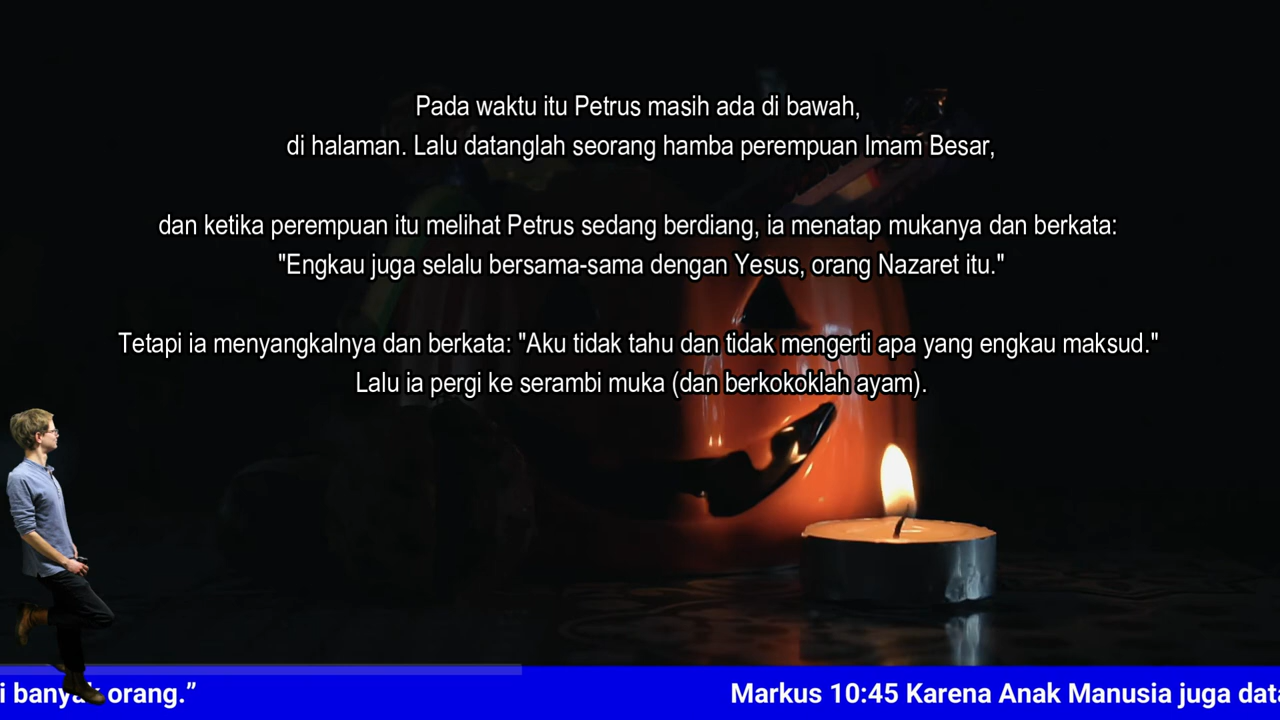 Pada waktu itu Petrus masih ada di bawah,
di halaman. Lalu datanglah seorang hamba perempuan Imam Besar,
dan ketika perempuan itu melihat Petrus sedang berdiang, ia menatap mukanya dan berkata:
"Engkau juga selalu bersama-sama dengan Yesus, orang Nazaret itu."
Tetapi ia menyangkalnya dan berkata: "Aku tidak tahu dan tidak mengerti apa yang engkau maksud."
Lalu ia pergi ke serambi muka (dan berkokoklah ayam).
i banyak orang.” Markus 10:45 Karena Anak Manusia juga data